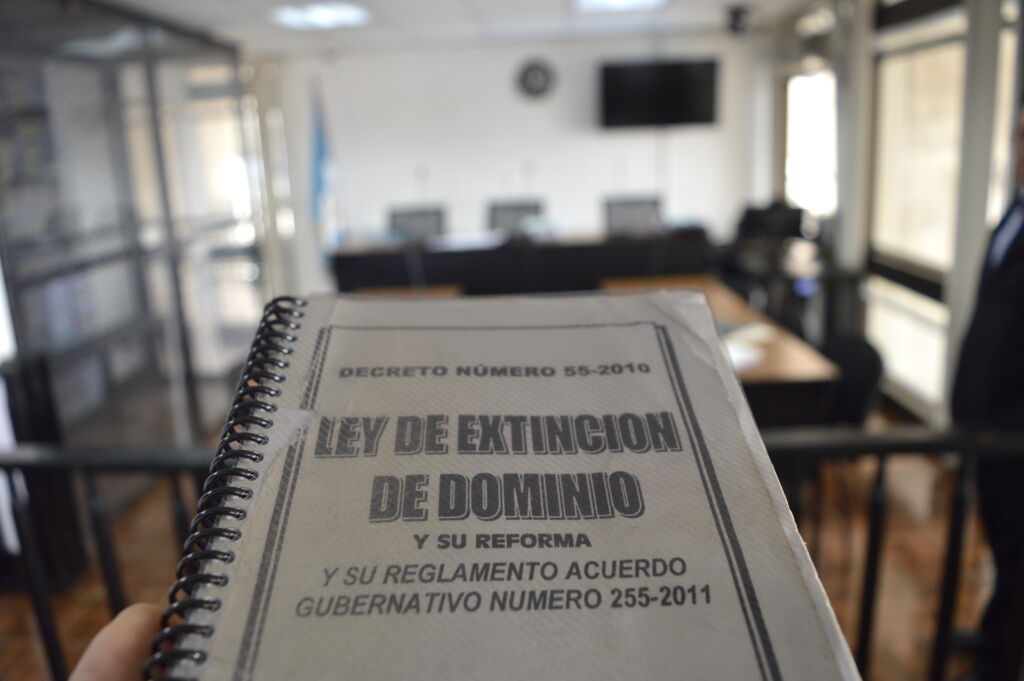 DECRETO NÚMERO 55-2010
LEY DE EXTINCION
DE DOMINIO
Y SU REFORMA
Y SU REGLAMENTO ACUERDO
GUBERNATIVO NUMERO 255-2011